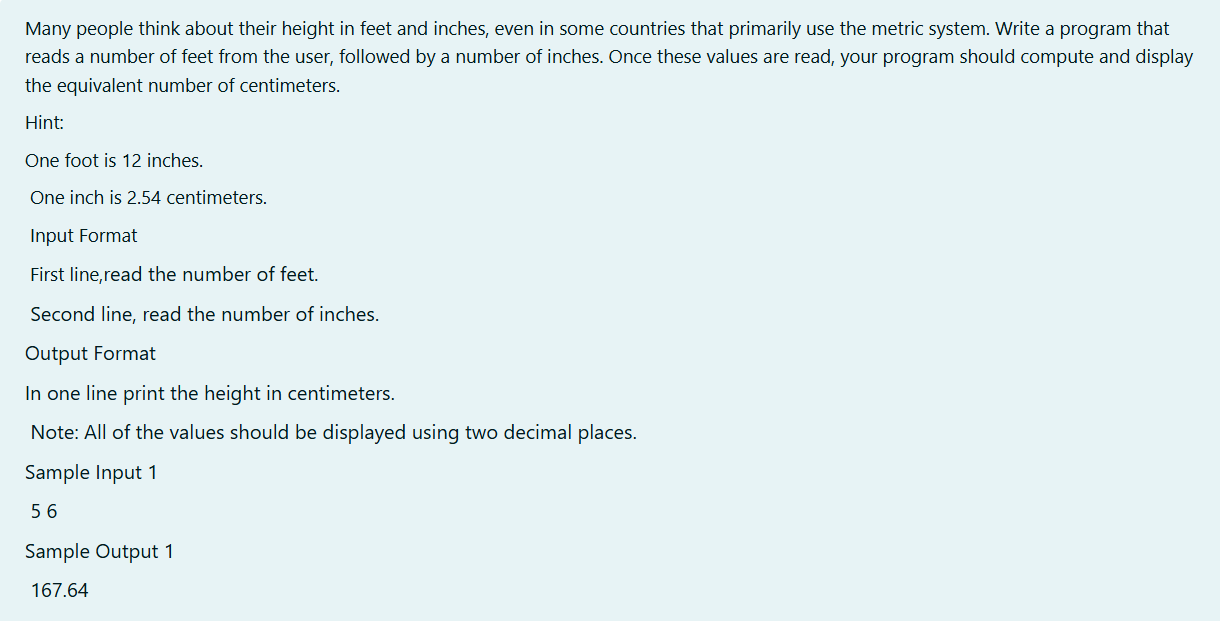 Many people think about their height in feet and inches, even in some countries that primarily use the metric system. Write a program that
reads a number of feet from the user, followed by a number of inches. Once these values are read, your program should compute and display
the equivalent number of centimeters.
Hint:
One foot is 12 inches.
One inch is 2.54 centimeters.
Input Format
First line,read the number of feet.
Second line, read the number of inches.
Output Format
In one line print the height in centimeters.
Note: All of the values should be displayed using two decimal places.
Sample Input 1
5 6
Sample Output 1
167.64